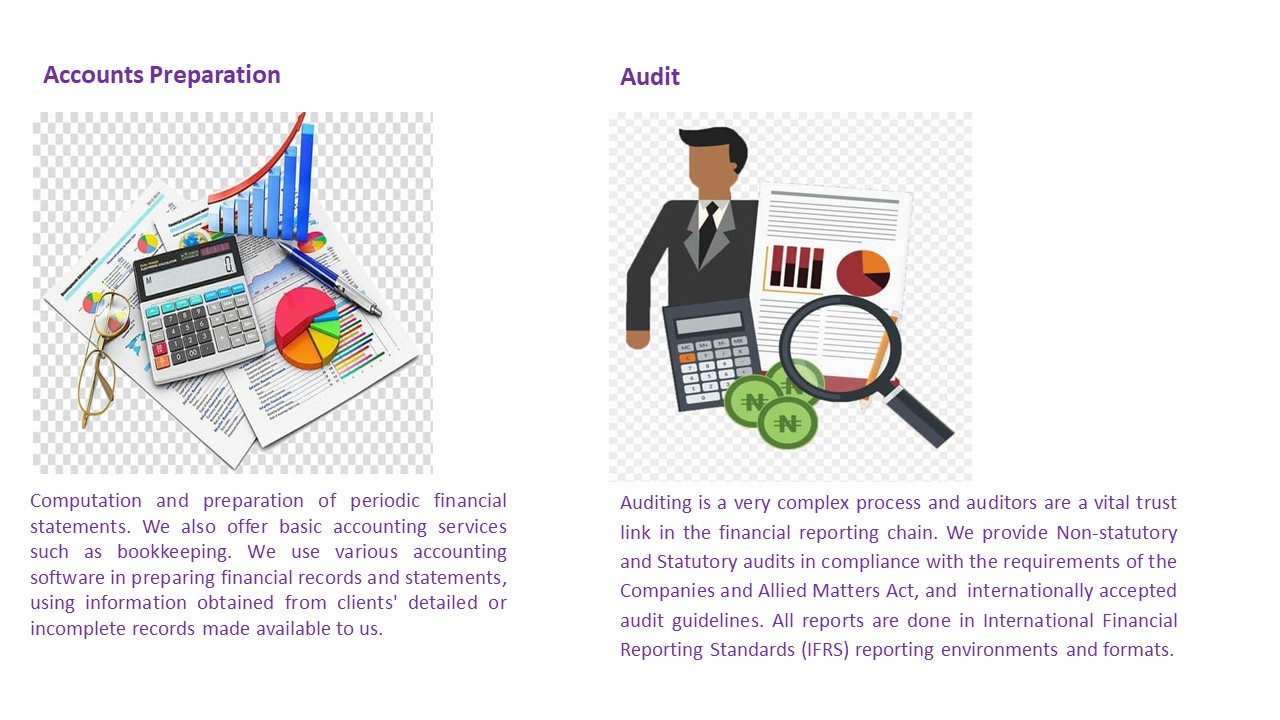 Accounts Preparation
Computation and preparation of periodic financial
statements. We also offer basic accounting services
such as bookkeeping. We use various accounting
software in preparing financial records and statements,
using information obtained from clients' detailed or
incomplete records made available to us.
Audit
Auditing is a very complex process and auditors are a vital trust
link in the financial reporting chain. We provide Non-statutory
and Statutory audits in compliance with the requirements of the
Companies and Allied Matters Act, and  internationally accepted
audit guidelines. All reports are done in International Financial
Reporting Standards (IFRS) reporting environments and formats.